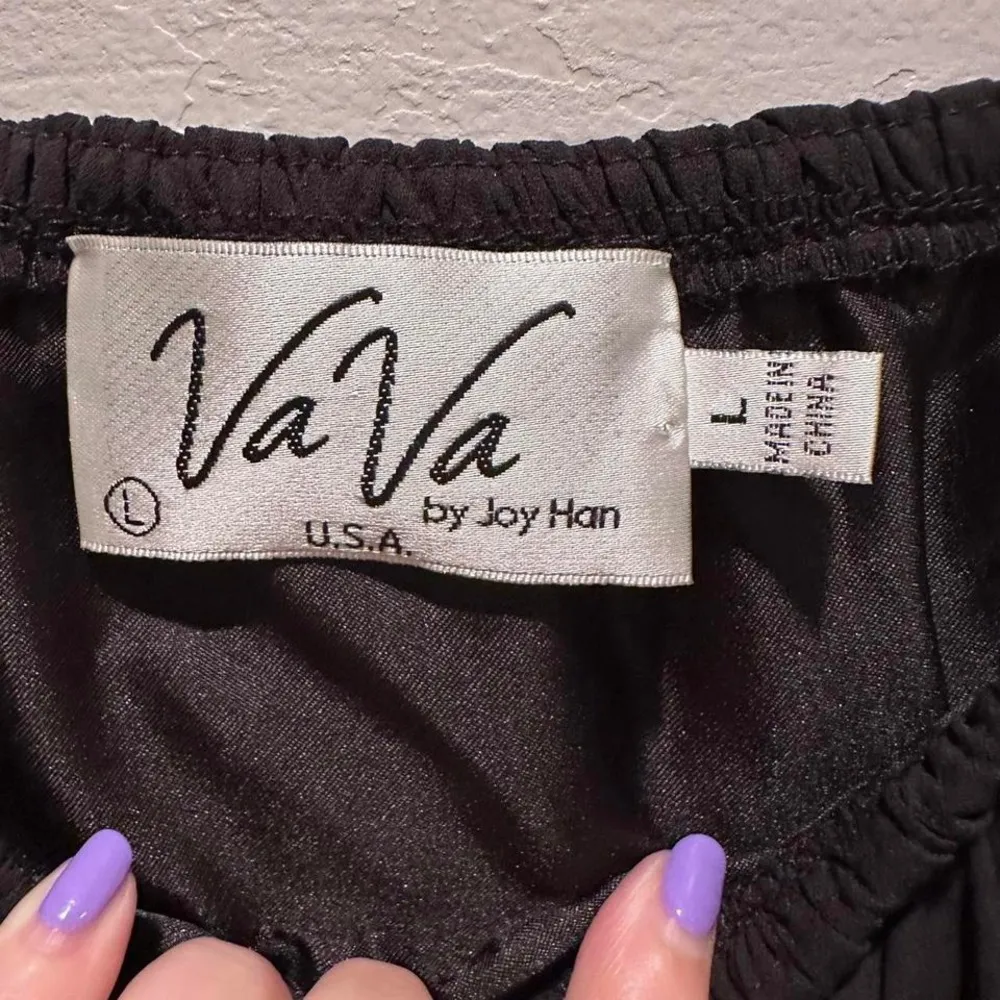 Va Va
by Joy Han
L
U.S.A.
L
MADE IN
CHINA